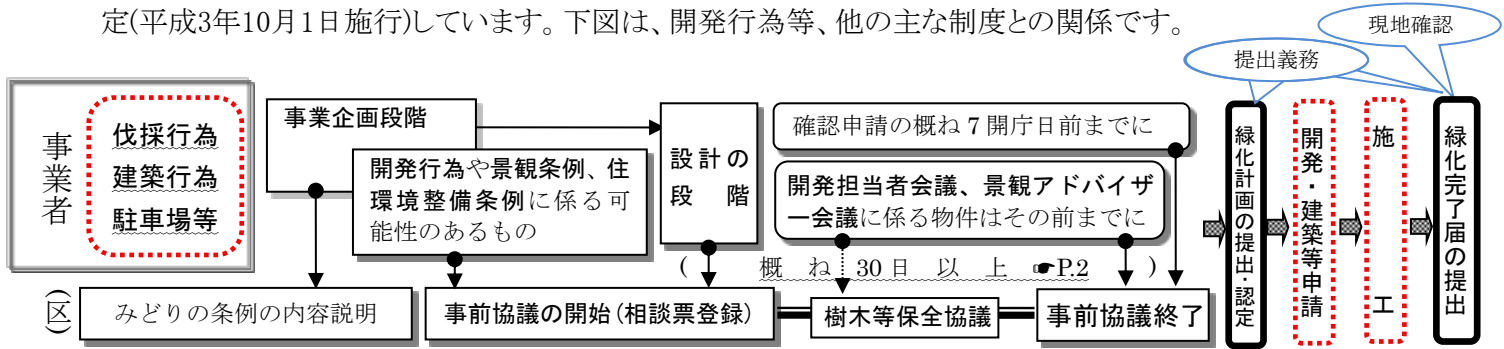 定(平成3年10月1日施行)しています。下図は、開発行為等、他の主な制度との関係です。
現地確認
提出義務
事業者
伐採行為
建築行為
駐車場等
事業企画段階
開発行為や景観条例、住
環境整備条例に係る可
能性のあるもの
設計の
段階
確認申請の概ね7開庁日前までに
開発担当者会議、景観アドバイザ
ー会議に係る物件はその前までに
(概ね30日以上 ☛P.2)
(区)
みどりの条例の内容説明
事前協議の開始(相談票登録)
樹木等保全協議
事前協議終了
緑化計画の提出・認定
開発・建築等申請
施工
緑化完了届の提出